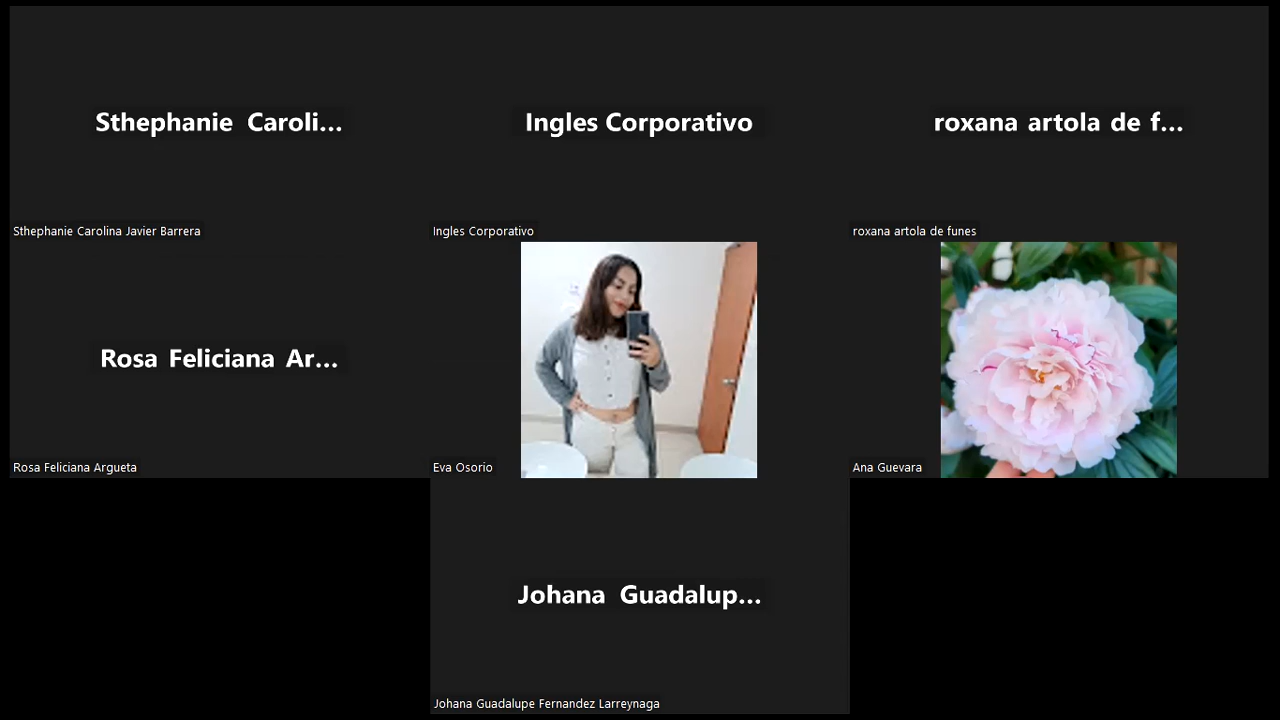 Sthephanie Caroli...
Ingles Corporativo
roxana artola de f...
Sthephanie Carolina Javier Barrera
Ingles Corporativo
roxana artola de funes
Rosa Feliciana Ar...
Rosa Feliciana Argueta
Eva Osorio
Ana Guevara
Johana Guadalup...
Johana Guadalupe Fernandez Larreynaga